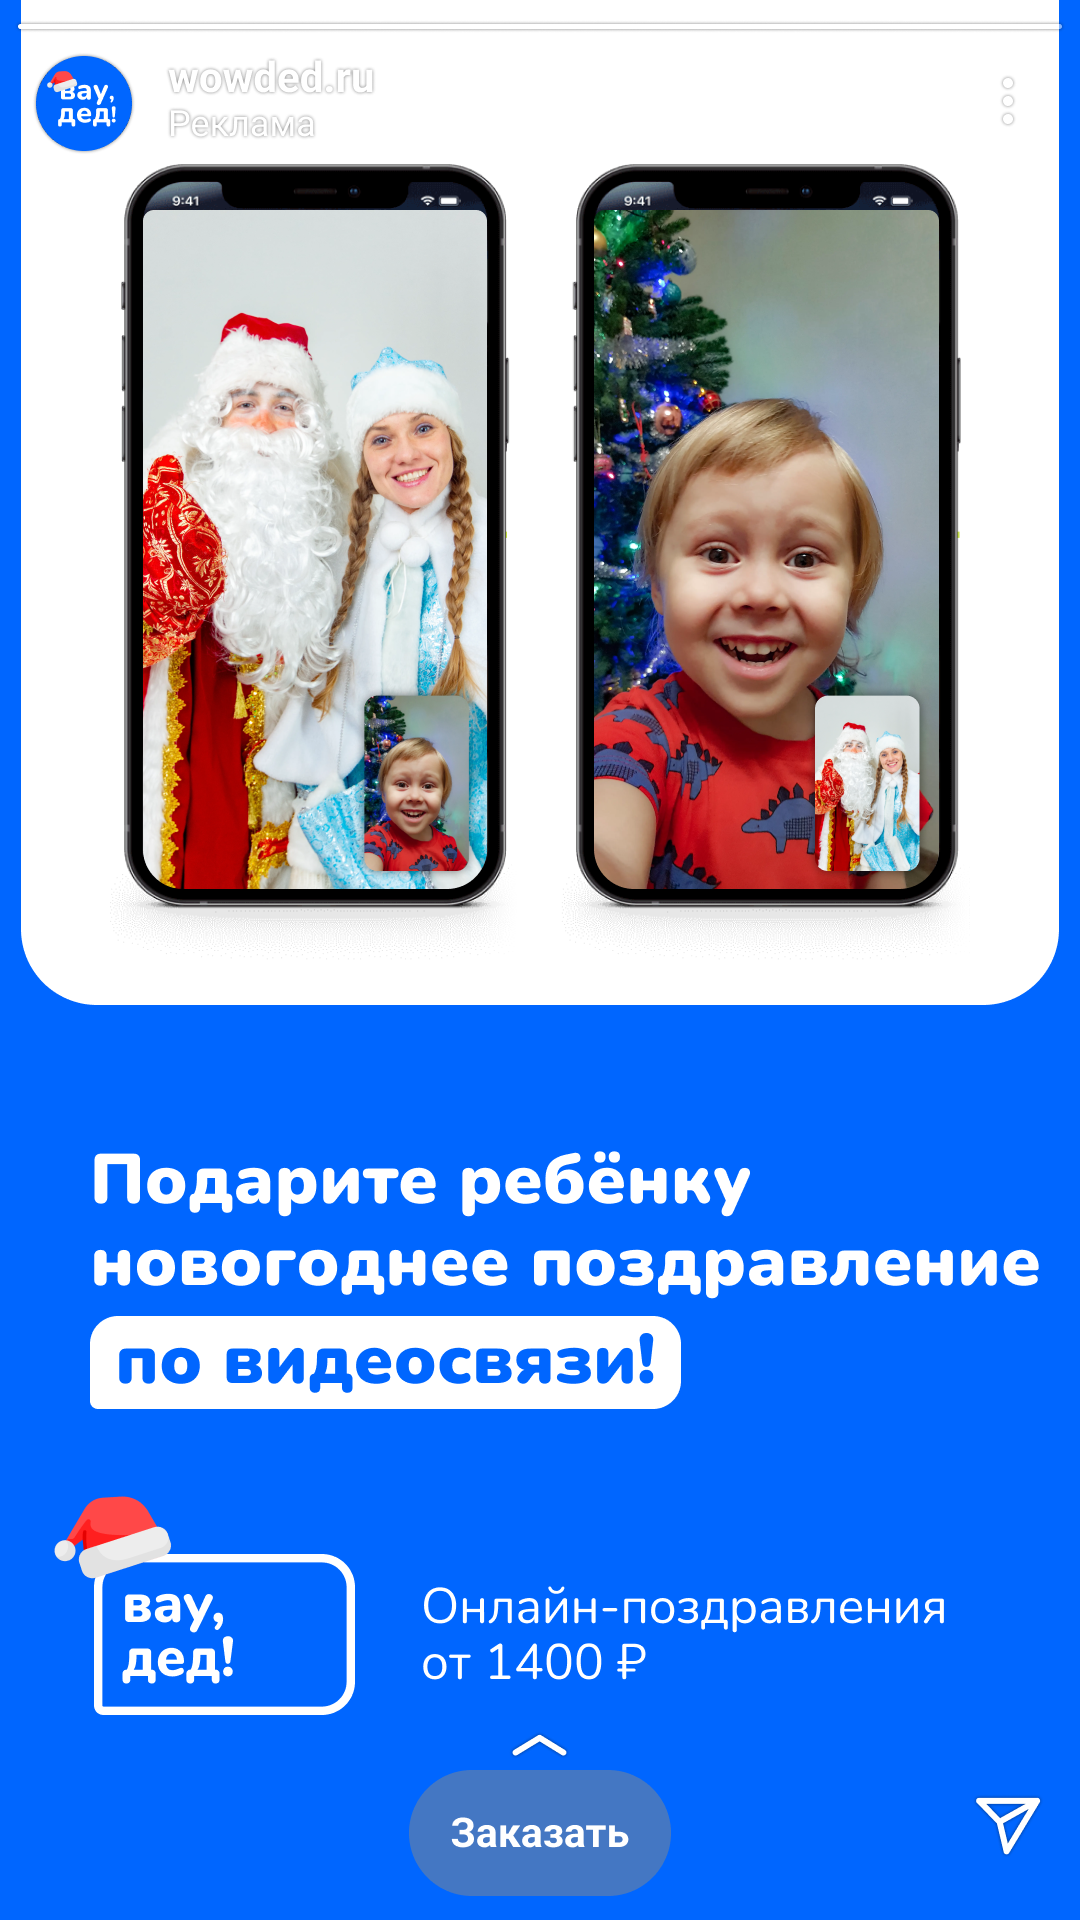 вау,
дед!
wowded.ru
Реклама
9:41
9:41
Подарите ребёнку
новогоднее поздравление
по видеосвязи!
вау,
дед!
Онлайн-поздравления
от 1400 ₽
Заказать